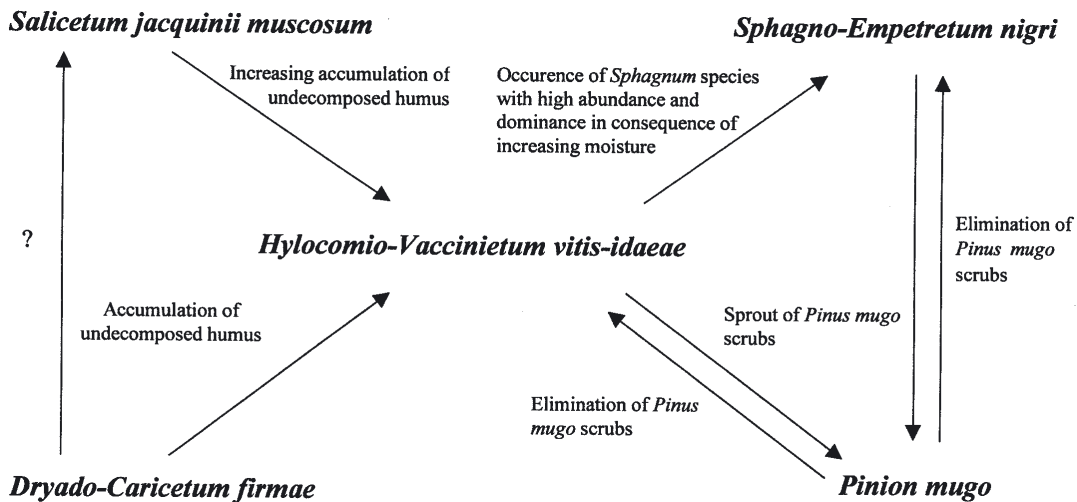 Salicetum jacquinii muscosum
Sphagno-Empetretum nigri
Increasing accumulation of
undecomposed humus
Occurence of Sphagnum species
with high abundance and
dominance in consequence of
increasing moisture
?
Hylocomio-Vaccinietum vitis-idaeae
Elimination of
Pinus mugo
scrubs
Accumulation of
undecomposed humus
Sprout of Pinus mugo
scrubs
Elimination of Pinus
mugo scrubs
Dryado-Caricetum firmae
Pinion mugo